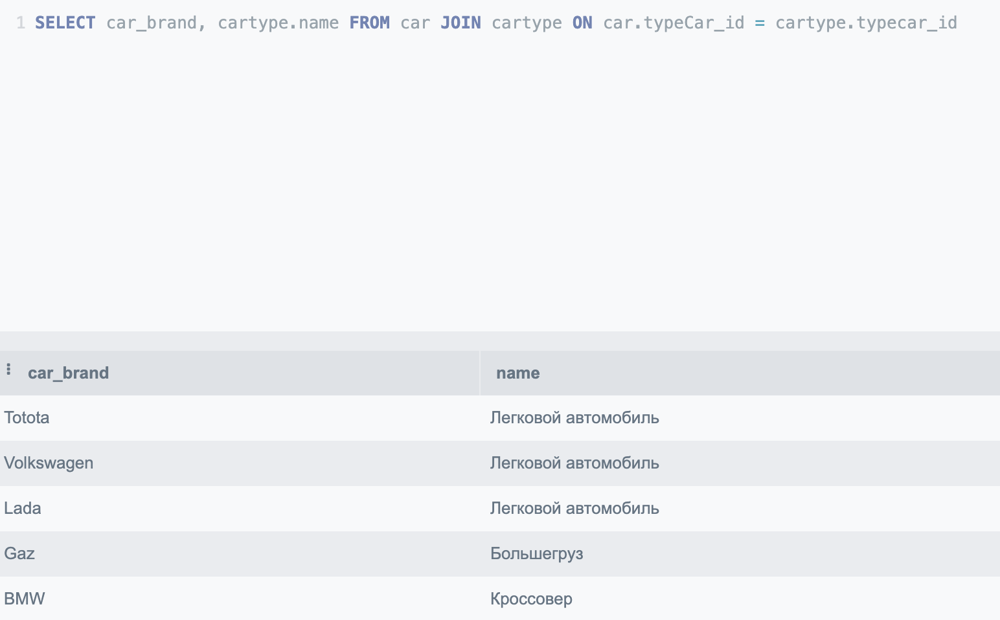 1 SELECT car_brand, cartype.name FROM car JOIN cartype ON car.typeCar_id = cartype.typecar_id
car_brand name
Totota Легковой автомобиль
Volkswagen Легковой автомобиль
Lada Легковой автомобиль
Gaz Большегруз
BMW Кроссовер